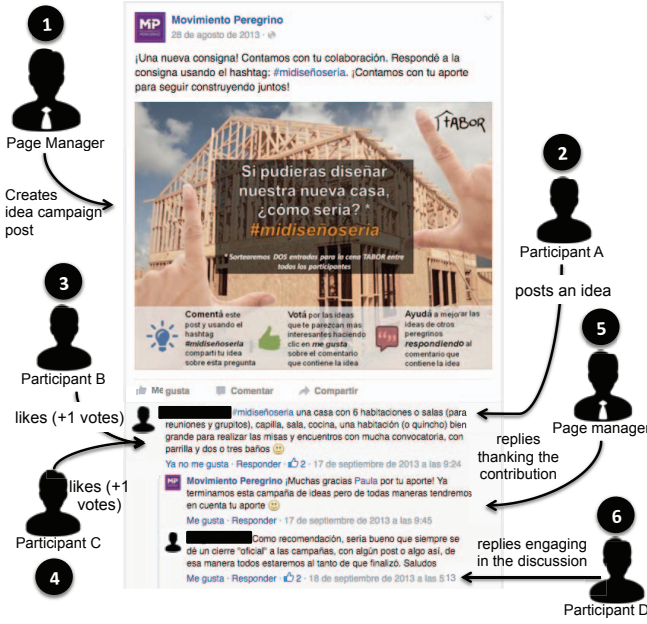 1
Page Manager
Creates
idea campaign
post
MP
PEREGRINO
Movimiento Peregrino
28 de agosto de 2013
¡Una nueva consigna! Contamos con tu colaboración. Respondé a la
consigna usando el hashtag: #midiseñosería. ¡Contamos con tu aporte
para seguir construyendo juntos!
TABOR
Si pudieras diseñar
nuestra nueva casa,
¿cómo sería? *
#midiseñosería
* Sortearemos DOS entradas para la cena TABOR entre
todos los participantes
Comentá este
post y usando el
hashtag
#midiseñosería
compartí tu idea
sobre esta pregunta
Votá por las ideas
que te parezcan más
interesantes haciendo
clic en me gusta
sobre el comentario
que contiene la idea
Ayudá a mejorar las
ideas de otros
peregrinos
respondiendo al
comentario que
contiene la idea
Me gusta Comentar Compartir
#midiseñosería una casa con 6 habitaciones o salas (para
reuniones y grupitos), capilla, sala, cocina, una habitación (o quincho) bien
grande para realizar las misas y encuentros con mucha convocatoria, con
parrilla y dos o tres baños
Ya no me gusta · Responder · 2 · 17 de septiembre de 2013 a las 9:24
MP
Movimiento Peregrino ¡Muchas gracias Paula por tu aporte! Ya
terminamos esta campaña de ideas pero de todas maneras tendremos
en cuenta tu aporte
Me gusta · Responder · 17 de septiembre de 2013 a las 9:45
Como recomendación, sería bueno que siempre se
dé un cierre "oficial" a las campañas, con algún post o algo así, de
esa manera todos estaremos al tanto de que finalizó. Saludos
Me gusta · Responder · 2 · 18 de septiembre de 2013 a las 5:13
2
Participant A
posts an idea
3
Participant B
likes (+1 votes)
likes (+1
votes)
Participant C
4
5
Page manager
replies
thanking the
contribution
6
replies engaging
in the discussion
Participant D